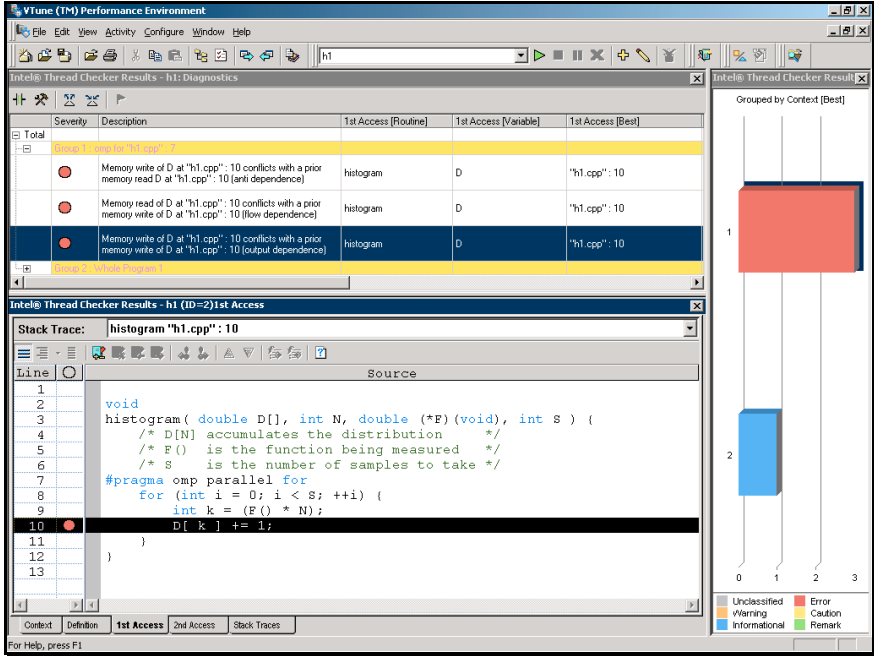 VTune (TM) Performance Environment
File Edit View Activity Configure Window Help
h1
Intel® Thread Checker Results - h1: Diagnostics
Intel® Thread Checker Result
Severity Description 1st Access [Routine] 1st Access [Variable] 1st Access [Best]
Total
Group 1 : omp for "h1.cpp" : 7
Memory write of D at "h1.cpp" : 10 conflicts with a prior
memory read D at "h1.cpp" : 10 (anti dependence)
histogram D "h1.cpp" : 10
Memory read of D at "h1.cpp" : 10 conflicts with a prior
memory write of D at "h1.cpp" : 10 (flow dependence)
histogram D "h1.cpp" : 10
Memory write of D at "h1.cpp" : 10 conflicts with a prior
memory write of D at "h1.cpp" : 10 (output dependence)
histogram D "h1.cpp" : 10
Group 2 : Whole Program 1
Intel® Thread Checker Results - h1 (ID=2)1st Access
Stack Trace: histogram "h1.cpp" : 10
Line Source
1
2 void
3 histogram( double D[], int N, double (*F)(void), int S ) {
4 /* D[N] accumulates the distribution */
5 /* F() is the function being measured */
6 /* S is the number of samples to take */
7 #pragma omp parallel for
8 for (int i = 0; i < S; ++i) {
9 int k = (F() * N);
10 D[ k ] += 1;
11 }
12 }
13
Context Definition 1st Access 2nd Access Stack Traces
For Help, press F1
Grouped by Context [Best]
1
2
0 1 2 3
Unclassified Error
Warning Caution
Informational Remark